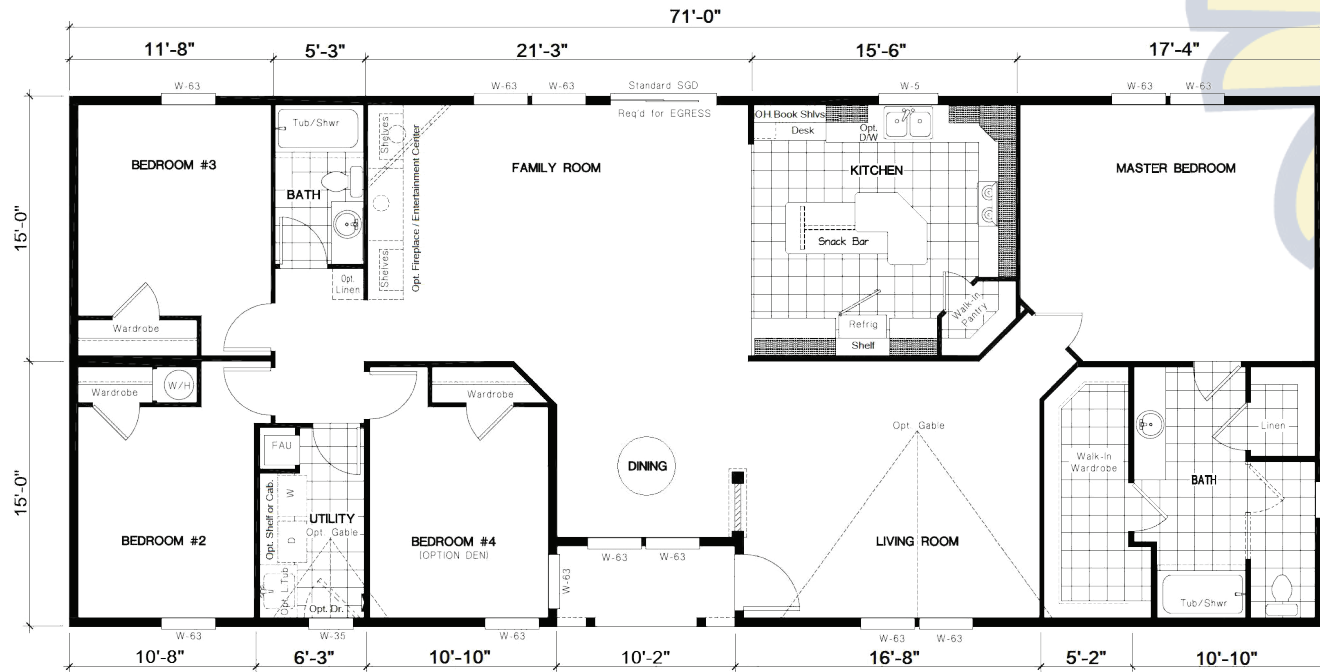 71'-0"
11'-8" 5'-3" 21'-3" 15'-6" 17'-4"
W-63 W-63 W-63 Standard SGD W-5 W-63 W-63
Req'd for EGRESS
Tub/Shwr
Shelves
OH.Book Shlvs
Desk
Opt.
D/W
BEDROOM #3
BATH
FAMILY ROOM
KITCHEN
MASTER BEDROOM
15'-0"
Opt. Fireplace / Entertainment Center
Snack Bar
Shelves
Opt.
Linen
Walk-In
Pantry
Wardrobe
Refrig
Shelf
Wardrobe
W/H
Wardrobe
Opt. Gable
Linen
FAU
Walk-In
Wardrobe
DINING
BATH
15'-0"
Opt. Shelf or Cab.
W
UTILITY
Opt. Gable
D
BEDROOM #2
BEDROOM #4
(OPTION DEN)
LIVING ROOM
W-63 W-63
W-63
Opt. L. Tub
Opt. Dr.
Tub/Shwr
W-63 W-35 W-63 W-63 W-63
10'-8" 6'-3" 10'-10" 10'-2" 16'-8" 5'-2" 10'-10"